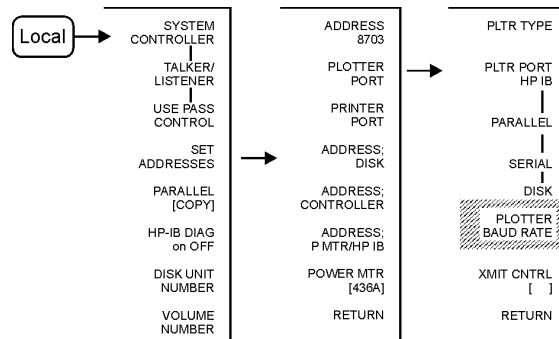 Local
SYSTEM
CONTROLLER
TALKER/
LISTENER
USE PASS
CONTROL
SET
ADDRESSES
PARALLEL
[COPY]
HP-IB DIAG
on OFF
DISK UNIT
NUMBER
VOLUME
NUMBER
ADDRESS
8703
PLOTTER
PORT
PRINTER
PORT
ADDRESS;
DISK
ADDRESS;
CONTROLLER
ADDRESS;
P MTR/HP IB
POWER MTR
[436A]
RETURN
PLTR TYPE
PLTR PORT
HP IB
PARALLEL
SERIAL
DISK
PLOTTER
BAUD RATE
XMIT CNTRL
[ ]
RETURN